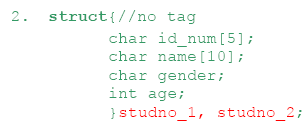 2. struct{//no tag
char id_num[5];
char name[10];
char gender;
int age;
}studno_1, studno_2;